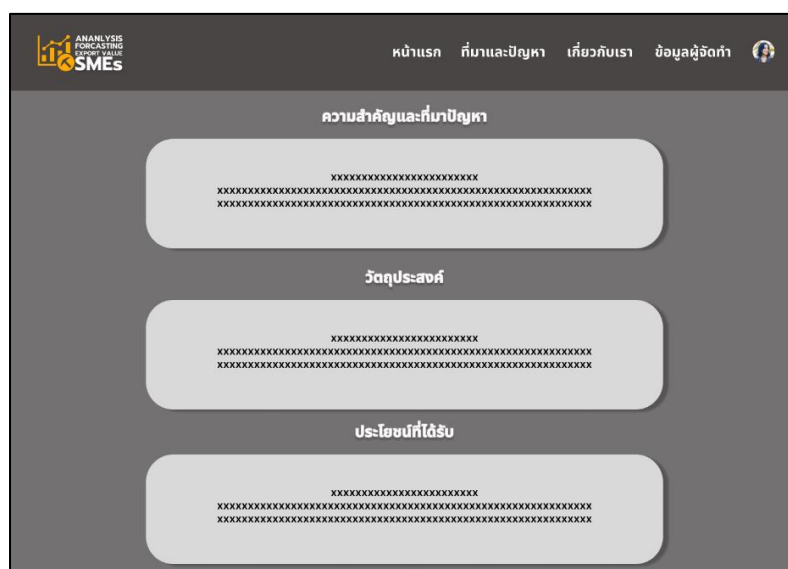 ANANLYSIS
FORCASTING
EXPORT VALUE
SMEs
หน้าแรก ที่มาและปัญหา เกี่ยวกับเรา ข้อมูลผู้จัดทำ
ความสำคัญและที่มาปัญหา
xxxxxxxxxxxxxxxxxxxxxxxx
xxxxxxxxxxxxxxxxxxxxxxxxxxxxxxxxxxxxxxxxxxxxxxxxxxxxxxxxxxxxx
xxxxxxxxxxxxxxxxxxxxxxxxxxxxxxxxxxxxxxxxxxxxxxxxxxxxxxxxxxxxx
วัตถุประสงค์
xxxxxxxxxxxxxxxxxxxxxxxx
xxxxxxxxxxxxxxxxxxxxxxxxxxxxxxxxxxxxxxxxxxxxxxxxxxxxxxxxxxxxx
xxxxxxxxxxxxxxxxxxxxxxxxxxxxxxxxxxxxxxxxxxxxxxxxxxxxxxxxxxxxx
ประโยชน์ที่ได้รับ
xxxxxxxxxxxxxxxxxxxxxxxx
xxxxxxxxxxxxxxxxxxxxxxxxxxxxxxxxxxxxxxxxxxxxxxxxxxxxxxxxxxxxx
xxxxxxxxxxxxxxxxxxxxxxxxxxxxxxxxxxxxxxxxxxxxxxxxxxxxxxxxxxxxx